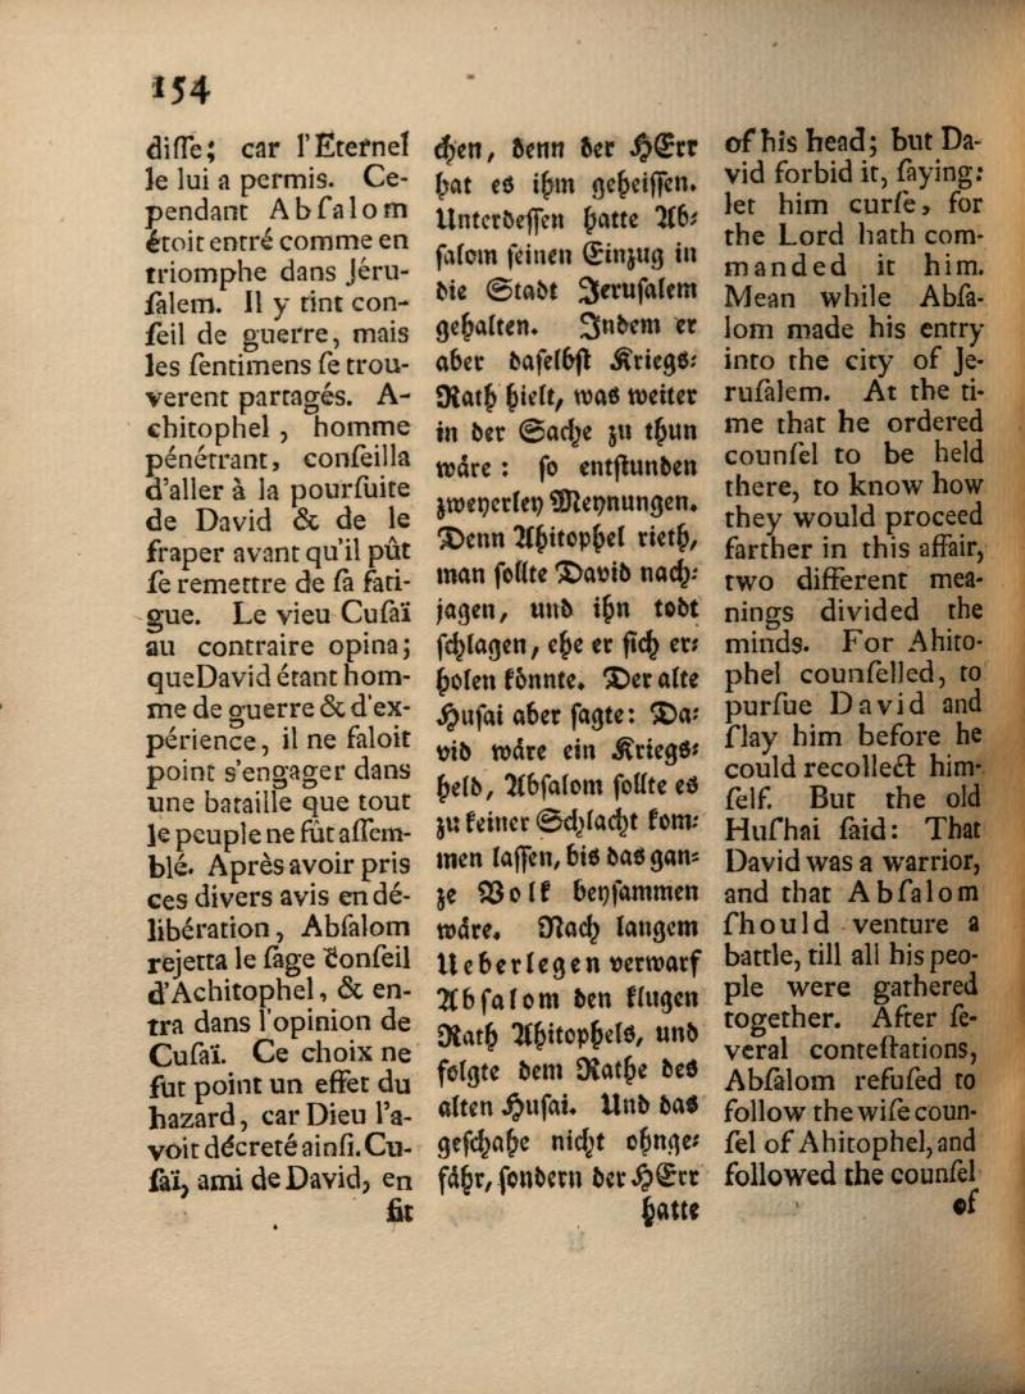 154
diſſe; car l'Eternel
le lui a permis. Ce-
pendant Abſalom
étoit entré comme en
triomphe dans Jéru-
ſalem. Il y tint con-
ſeil de guerre, mais
les ſentimens ſe trou-
verent partagés. A-
chitophel, homme
pénétrant, conſeilla
d'aller à la pourſuite
de David & de le
fraper avant qu'il pût
ſe remettre de ſa fati-
gue. Le vieu Cuſaï
au contraire opina;
que David étant hom-
me de guerre & d'ex-
périence, il ne faloit
point s'engager dans
une bataille que tout
le peuple ne fût aſſem-
blé. Après avoir pris
ces divers avis en dé-
libération, Abſalom
rejetta le ſage Conſeil
d'Achitophel, & en-
tra dans l'opinion de
Cuſaï. Ce choix ne
fut point un effet du
hazard, car Dieu l'a-
voit décreté ainſi. Cu-
ſaï, ami de David, en
fit
chen, denn der HErr
hat es ihm geheiſſen.
Unterdeſſen hatte Ab-
ſalom ſeinen Einzug in
die Stadt Jeruſalem
gehalten. Indem er
aber daſelbſt Kriegs-
Rath hielt, was weiter
in der Sache zu thun
wäre: ſo entſtunden
zweyerley Meynungen.
Denn Ahitophel rieth,
man ſollte David nach-
jagen, und ihn todt
ſchlagen, ehe er ſich er-
holen könnte. Der alte
Huſai aber ſagte: Da-
vid wäre ein Kriegs-
held, Abſalom ſollte es
zu keiner Schlacht kom-
men laſſen, bis das gan-
ze Volk beyſammen
wäre. Nach langem
Ueberlegen verwarf
Abſalom den klugen
Rath Ahitophels, und
folgte dem Rathe des
alten Huſai. Und das
geſchahe nicht ohnge-
fähr, ſondern der HErr
hatte
of his head; but Da-
vid forbid it, ſaying:
let him curſe, for
the Lord hath com-
manded it him.
Mean while Abſa-
lom made his entry
into the city of Je-
ruſalem. At the ti-
me that he ordered
counſel to be held
there, to know how
they would proceed
farther in this affair,
two different mea-
nings divided the
minds. For Ahito-
phel counſelled, to
purſue David and
ſlay him before he
could recollect him-
ſelf. But the old
Huſhai ſaid: That
David was a warrior,
and that Abſalom
ſhould venture a
battle, till all his peo-
ple were gathered
together. After ſe-
veral conteſtations,
Abſalom refuſed to
follow the wiſe coun-
ſel of Ahitophel, and
followed the counſel
of